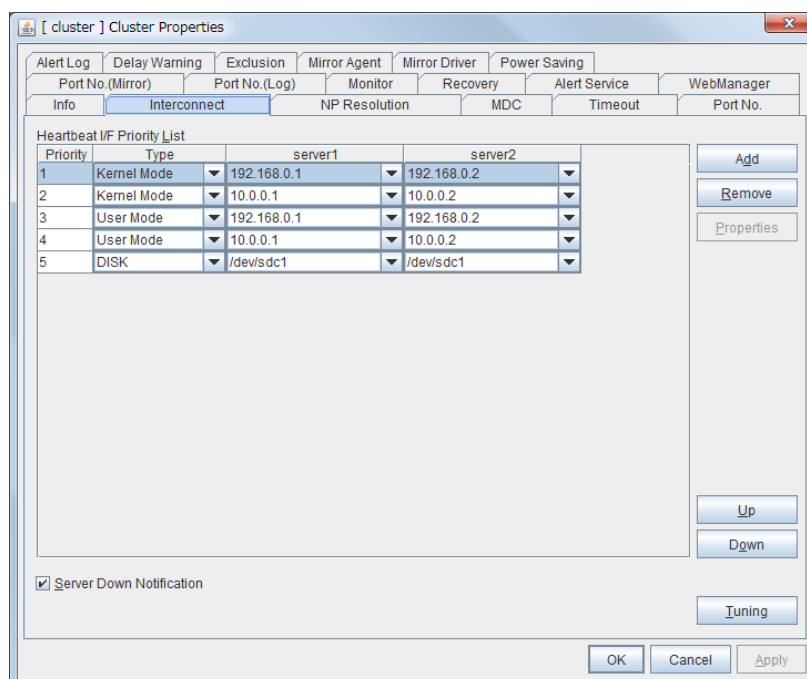 [ cluster ] Cluster Properties
Alert Log Delay Warning Exclusion Mirror Agent Mirror Driver Power Saving
Port No.(Mirror) Port No.(Log) Monitor Recovery Alert Service WebManager
Info Interconnect NP Resolution MDC Timeout Port No.
Heartbeat I/F Priority List
Priority Type server1 server2
1 Kernel Mode 192.168.0.1 192.168.0.2
2 Kernel Mode 10.0.0.1 10.0.0.2
3 User Mode 192.168.0.1 192.168.0.2
4 User Mode 10.0.0.1 10.0.0.2
5 DISK /dev/sdc1 /dev/sdc1
Add
Remove
Properties
Up
Down
Server Down Notification
Tuning
OK Cancel Apply